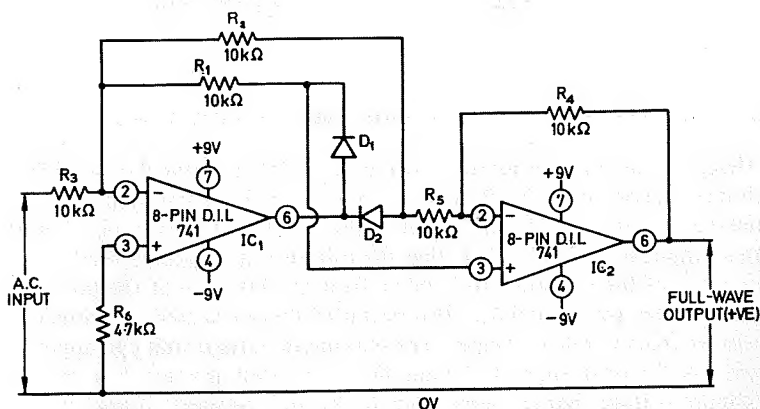 R₂
10kΩ
R₁
10kΩ
R₄
10kΩ
D₁
+9V
7
R₃
10kΩ
2
−
8-PIN D.I.L
741
3
+
6
IC₁
4
−9V
D₂
R₅
10kΩ
+9V
7
2
−
8-PIN D.I.L
741
3
+
6
IC₂
4
−9V
A.C.
INPUT
R₆
4·7kΩ
FULL-WAVE
OUTPUT(+VE)
0V